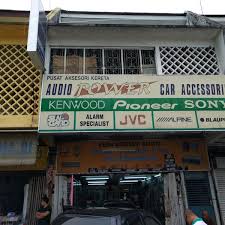 PUSAT AKSESORI KERETA
AUDIO POWER CAR ACCESSORI
KENWOOD Pioneer SONY
ALARM SPECIALIST JVC ALPINE BLAUP